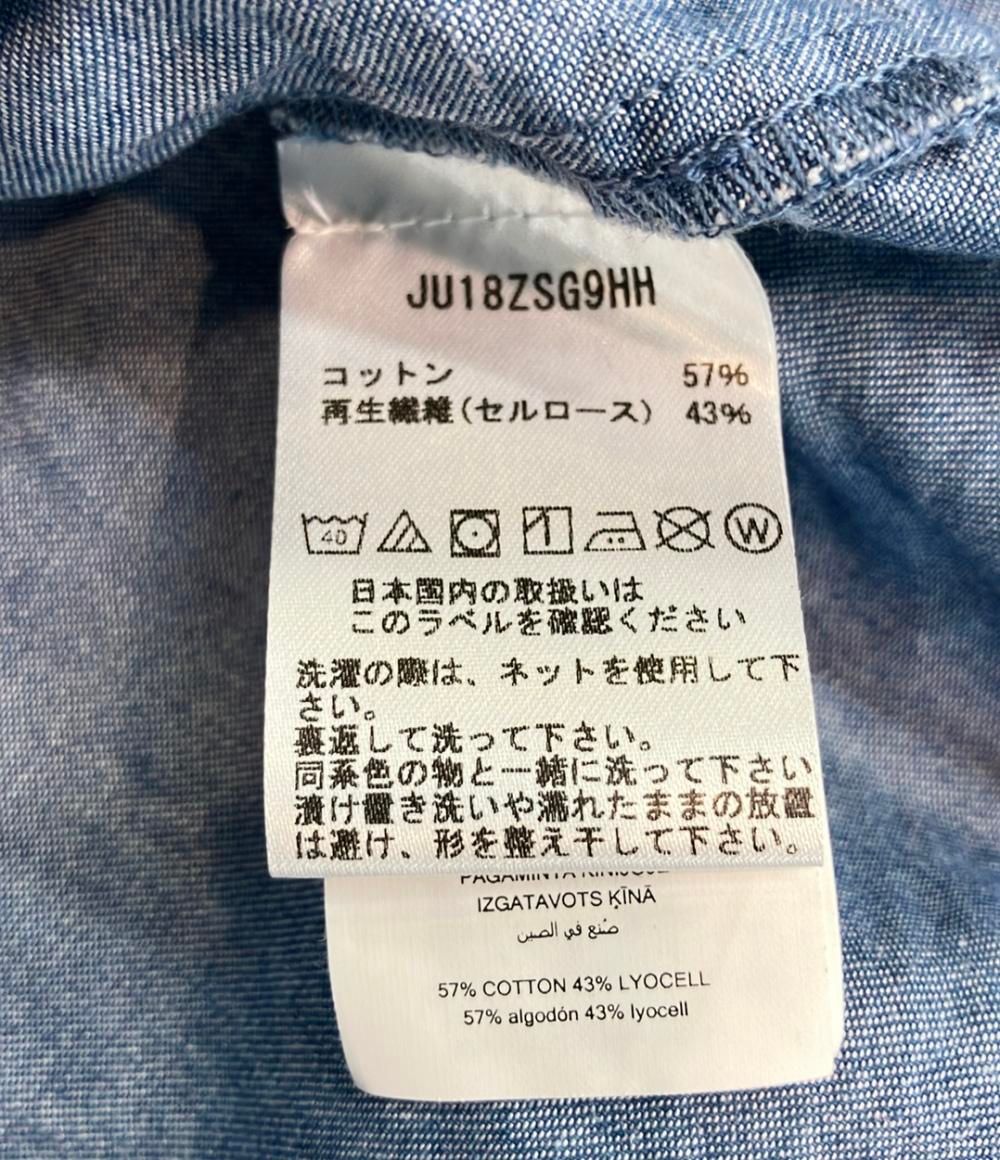 JU18ZSG9HH
コットン 57%
再生繊維(セルロース) 43%
40
W
日本国内の取扱いは
このラベルを確認ください
洗濯の際は、ネットを使用して下
さい。
裏返して洗って下さい。
同系色の物と一緒に洗って下さい
漬け置き洗いや濡れたままの放置
は避け、形を整え干して下さい。
PAGAMINTA KINIJOJE
IZGATAVOTS ĶĪNĀ
صُنع في الصين
57% COTTON 43% LYOCELL
57% algodón 43% lyocell